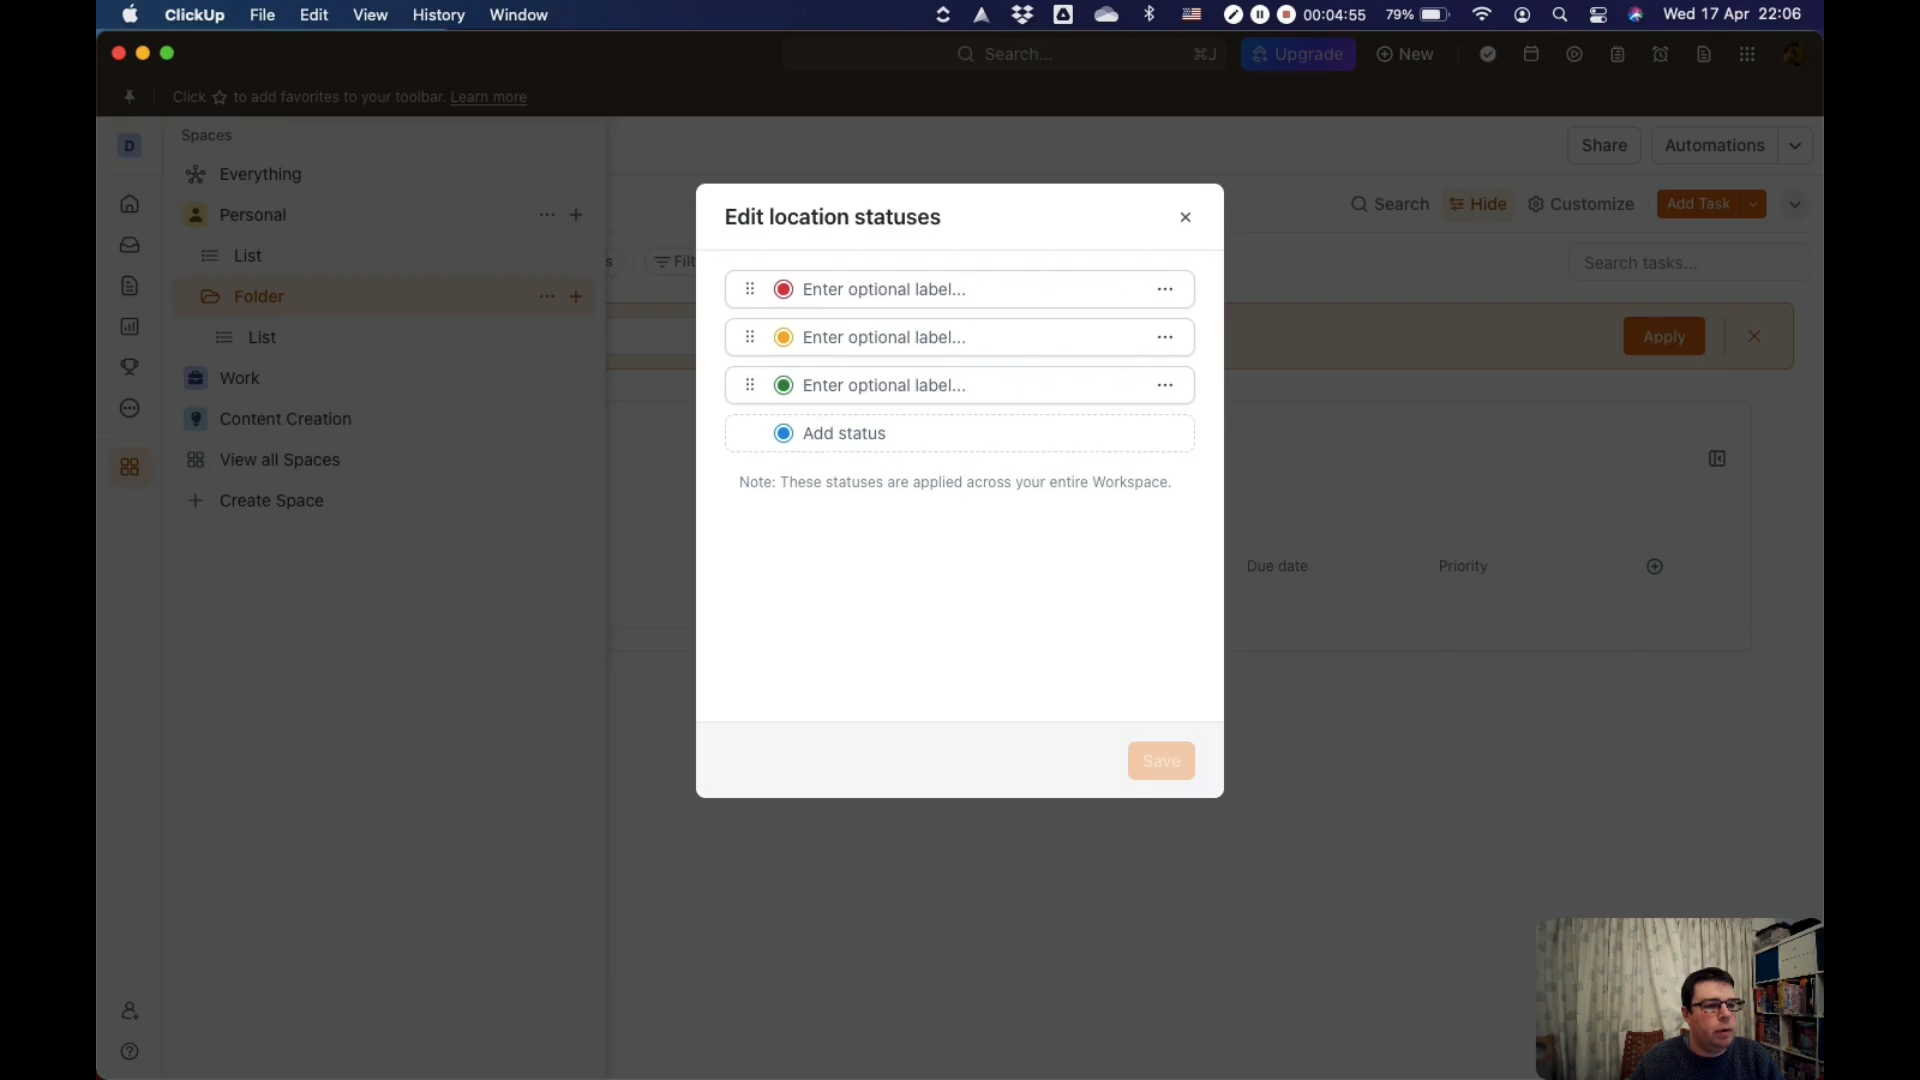 ClickUp File Edit View History Window 00:04:55 79% Wed 17 Apr 22:06
Search... ⌘J Upgrade New
Click ☆ to add favorites to your toolbar. Learn more
D
Spaces
Everything
Personal
List
Folder
List
Work
Content Creation
View all Spaces
Create Space
Share Automations
Search Hide Customize Add Task
s Filt Search tasks...
Apply
Due date Priority
Edit location statuses
Enter optional label...
Enter optional label...
Enter optional label...
Add status
Note: These statuses are applied across your entire Workspace.
Save